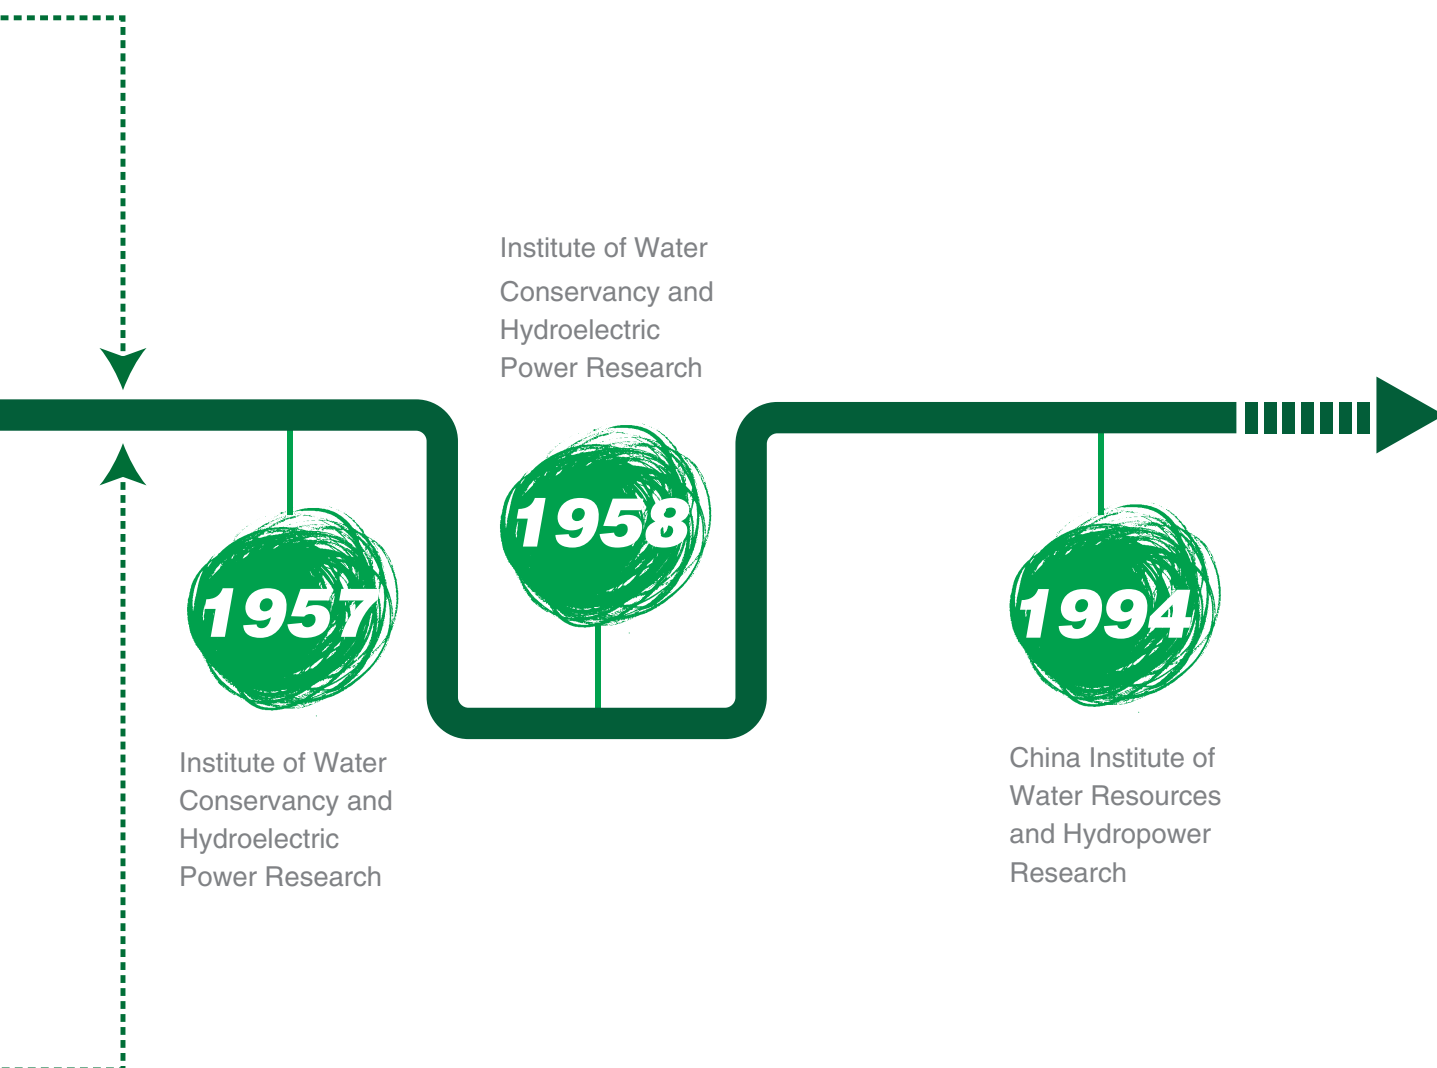 1957
Institute of Water
Conservancy and
Hydroelectric
Power Research
Institute of Water
Conservancy and
Hydroelectric
Power Research
1958
1994
China Institute of
Water Resources
and Hydropower
Research